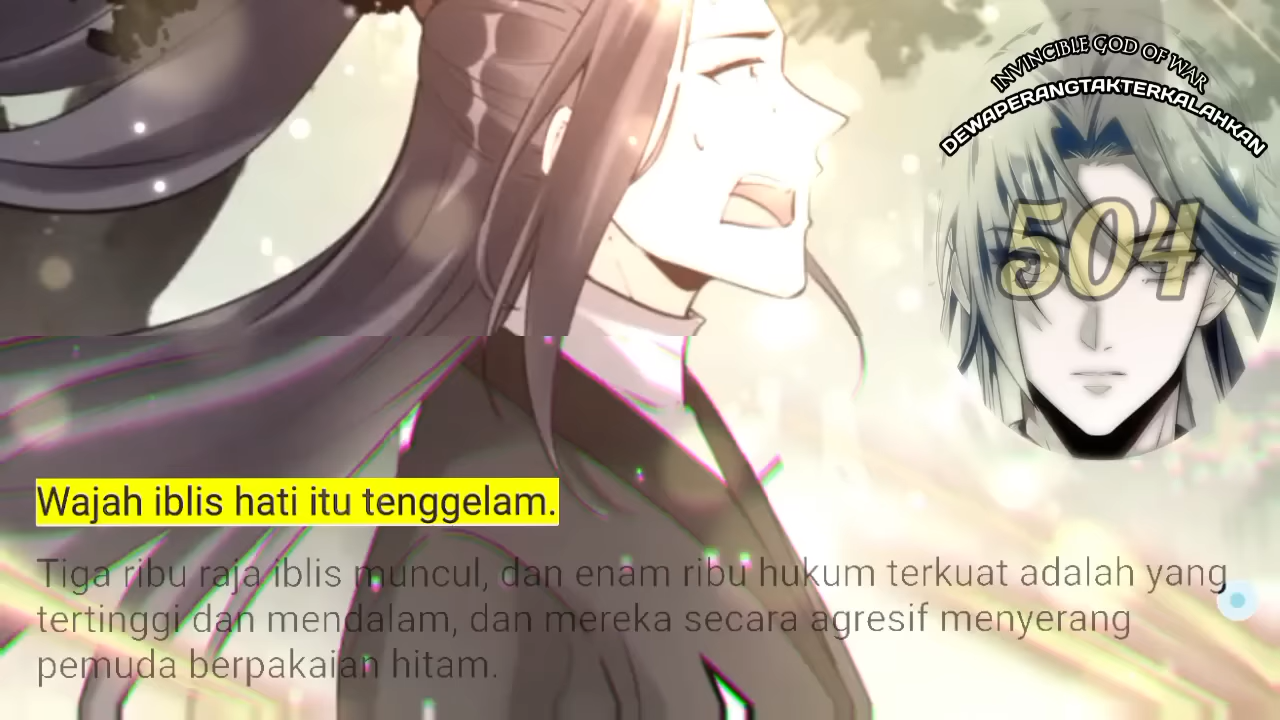 INVINCIBLE GOD OF WAR
DEWAPERANGTAKTERKALAHKAN
504
Wajah iblis hati itu tenggelam.
Tiga ribu raja iblis muncul, dan enam ribu hukum terkuat adalah yang
tertinggi dan mendalam, dan mereka secara agresif menyerang
pemuda berpakaian hitam.